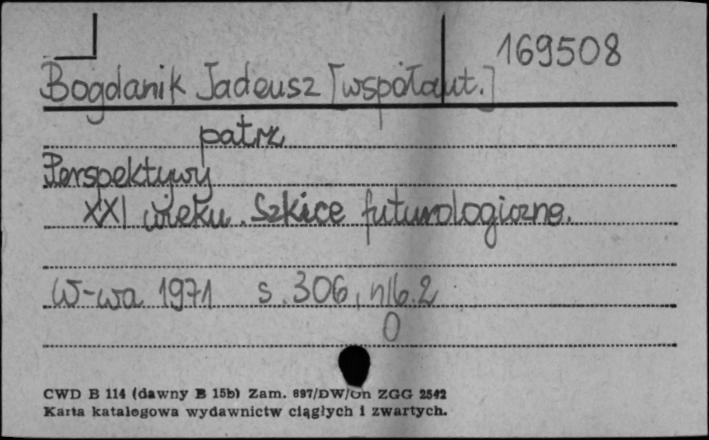 169508
Bogdanik Tadeusz [współaut.]
patrz
Perspektywy
XXI wieku. Szkice futurologiczne.
W-wa 1971 s. 306, nlb. 2
0
CWD B 114 (dawny B 15b) Zam. 897/DW/Gn ZGG 2542
Karta katalogowa wydawnictw ciągłych i zwartych.